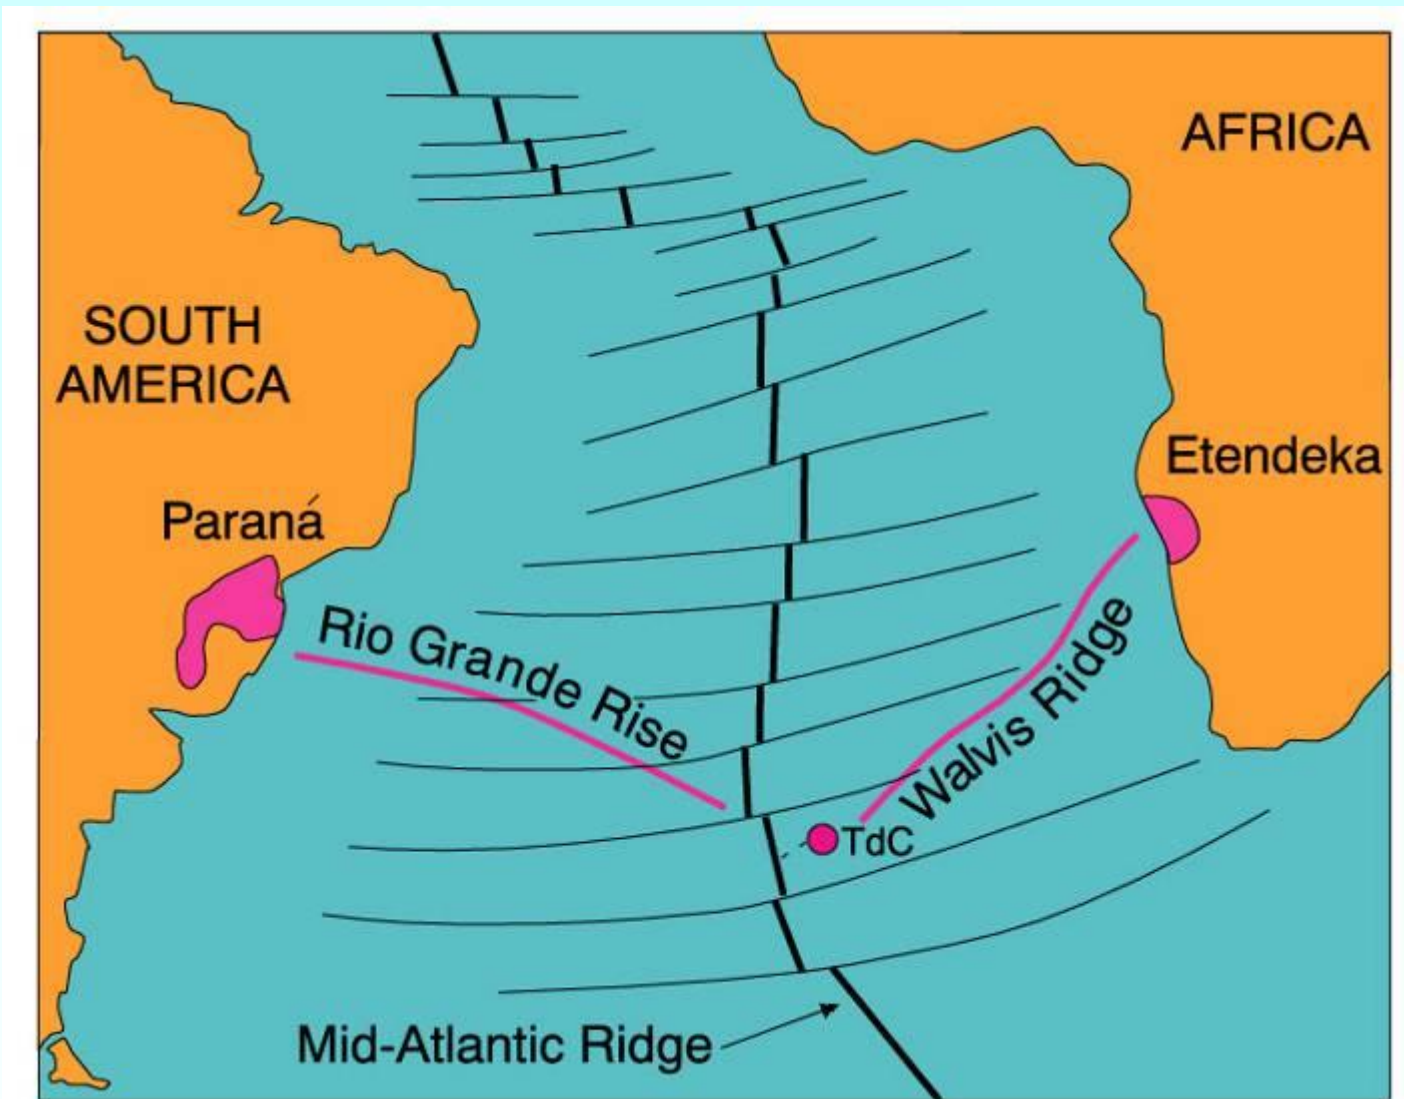 AFRICA
SOUTH
AMERICA
Etendeka
Paraná
Rio Grande Rise
Walvis Ridge
TdC
Mid-Atlantic Ridge